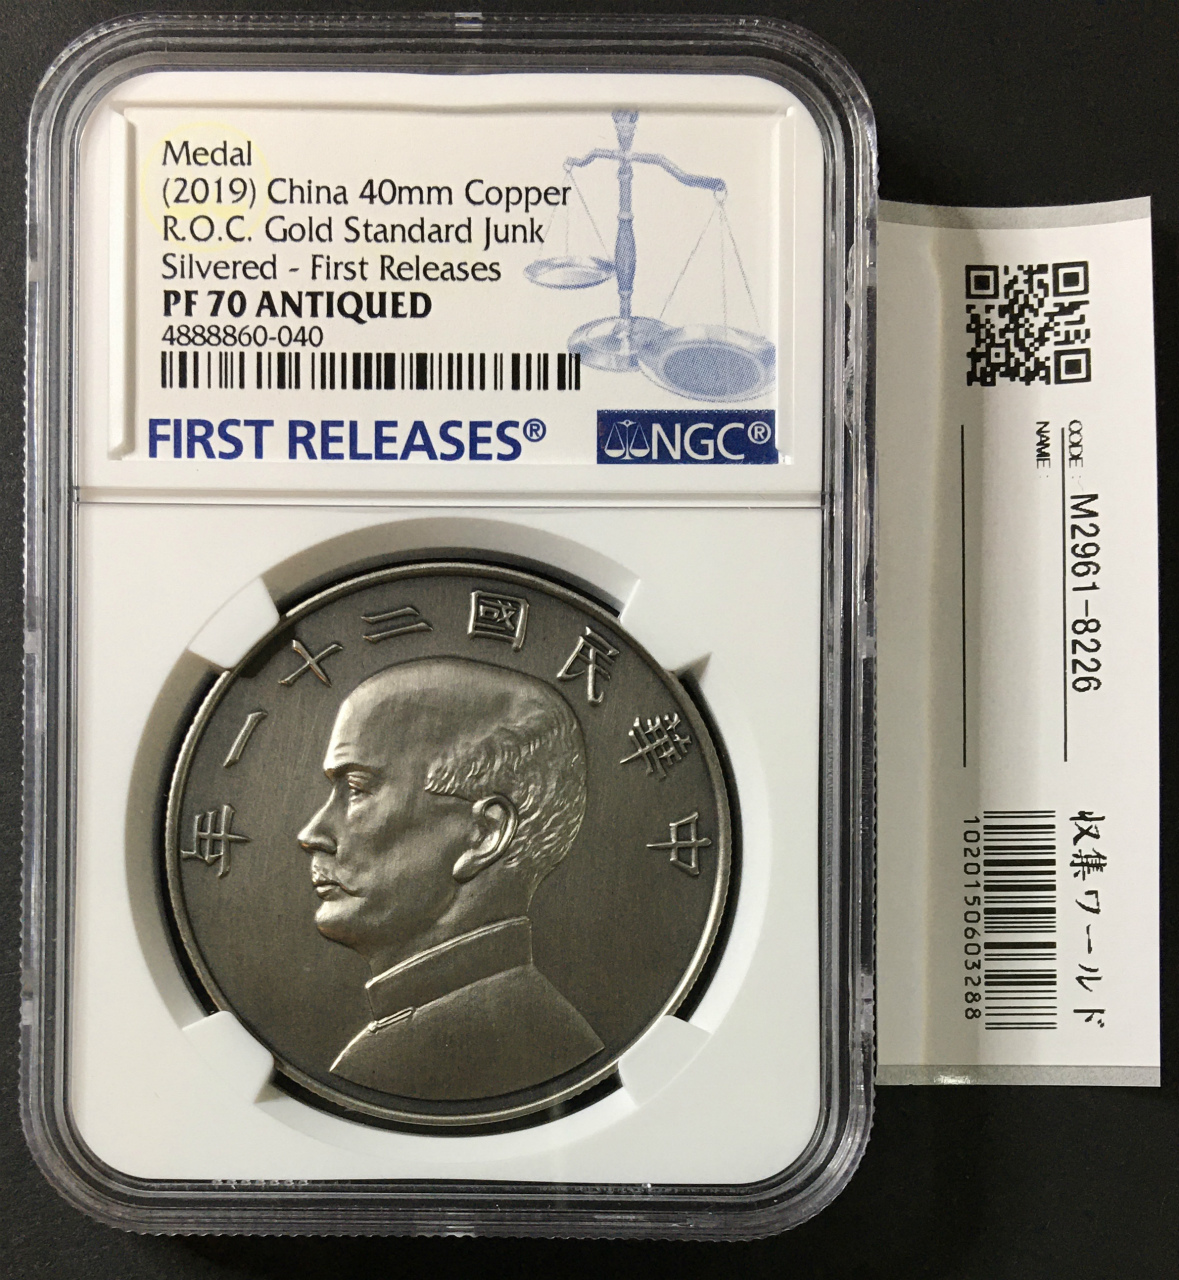 Medal
(2019) China 40mm Copper
R.O.C. Gold Standard Junk
Silvered - First Releases
PF 70 ANTIQUED
4888860-040
FIRST RELEASES®
NGC®
中華民國二十一年
CODE: M2961-8226
NAME:
収集ワールド
1020150603288